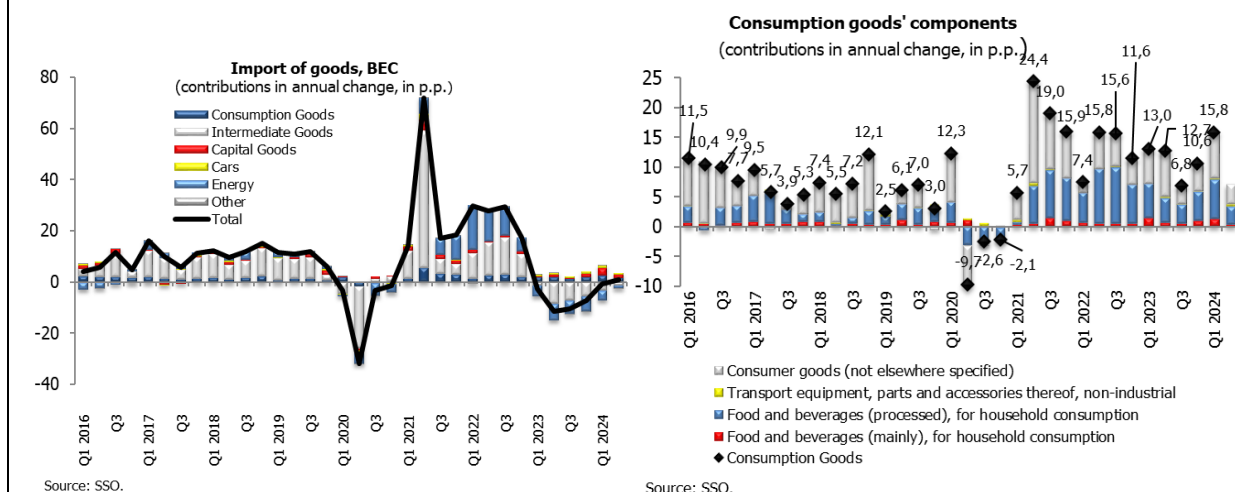 Import of goods, BEC
(contributions in annual change, in p.p.)
80
60
40
20
0
-20
-40
Consumption Goods
Intermediate Goods
Capital Goods
Cars
Energy
Other
Total
Q1 2016
Q3
Q1 2017
Q3
Q1 2018
Q3
Q1 2019
Q3
Q1 2020
Q3
Q1 2021
Q3
Q1 2022
Q3
Q1 2023
Q3
Q1 2024
Source: SSO.
Consumption goods' components
(contributions in annual change, in p.p.)
25
20
15
10
5
0
-5
-10
11,5
10,4
9,9
7,7
9,5
5,7
3,9
5,3
7,4
5,5
7,2
12,1
2,5
6,1
7,0
3,0
12,3
-9,7
-2,6
-2,1
5,7
24,4
19,0
15,9
7,4
15,8
15,6
11,6
13,0
12,7
6,8
10,6
15,8
Q1 2016
Q3
Q1 2017
Q3
Q1 2018
Q3
Q1 2019
Q3
Q1 2020
Q3
Q1 2021
Q3
Q1 2022
Q3
Q1 2023
Q3
Q1 2024
Consumer goods (not elsewhere specified)
Transport equipment, parts and accessories thereof, non-industrial
Food and beverages (processed), for household consumption
Food and beverages (mainly), for household consumption
Consumption Goods
Source: SSO.